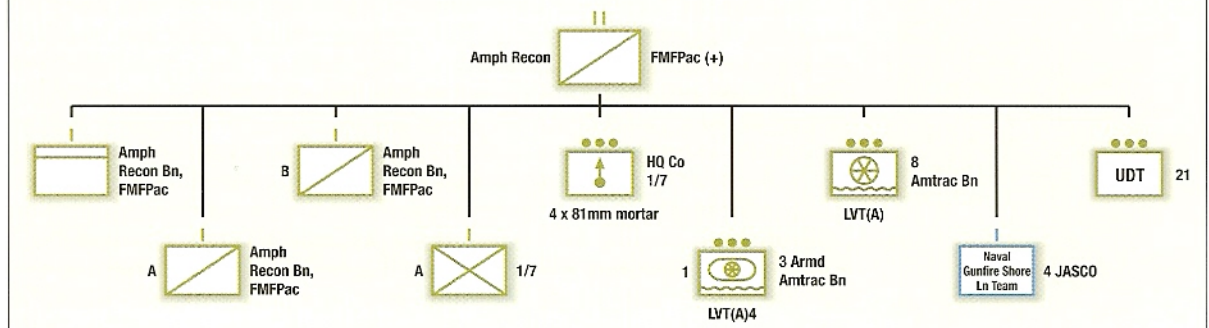 Amph Recon
FMFPac (+)
Amph
Recon Bn,
FMFPac
B
Amph
Recon Bn,
FMFPac
HQ Co
1/7
4 x 81mm mortar
8
Amtrac Bn
LVT(A)
UDT
21
A
Amph
Recon Bn,
FMFPac
A
1/7
1
3 Armd
Amtrac Bn
LVT(A)4
Naval
Gunfire Shore
Ln Team
4 JASCO